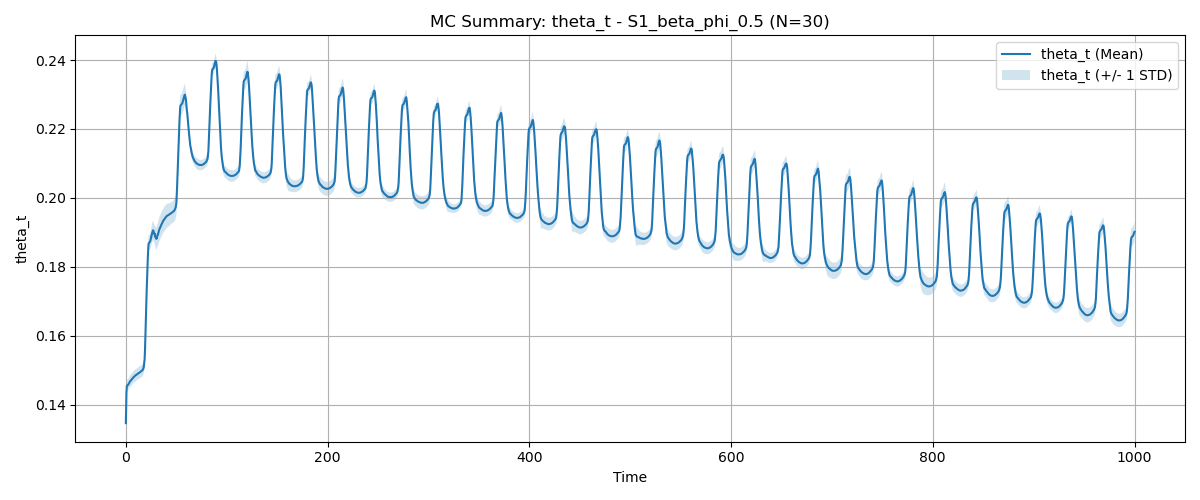 MC Summary: theta_t - S1_beta_phi_0.5 (N=30)
theta_t (Mean)
theta_t (+/- 1 STD)
theta_t
0.24
0.22
0.20
0.18
0.16
0.14
0 200 400 600 800 1000
Time